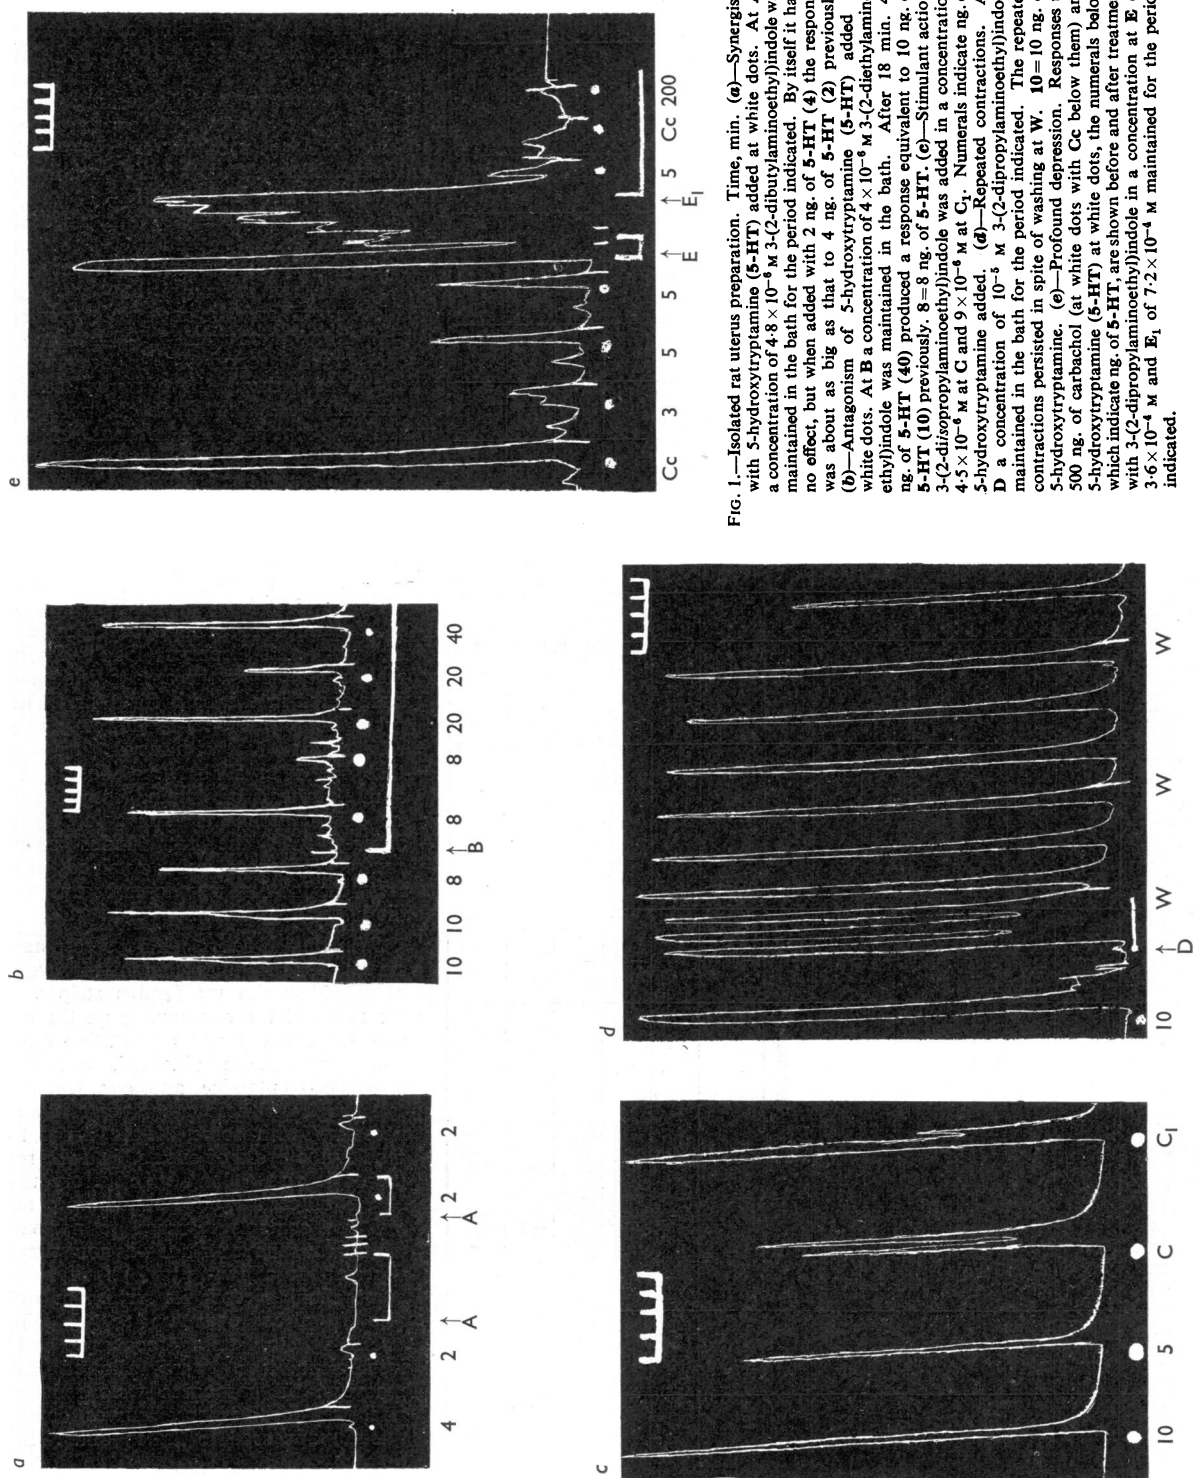 a
4 2 ↑A ↑A 2 2
b
10 10 8 ↑B 8 8 20 20 40
e
Cc 3 5 5 ↑E ↑E₁ 5 Cc 200
c
10 5 C C₁
d
10 ↑D W W W
FIG. 1.—Isolated rat uterus preparation. Time, min. (a)—Synergis
with 5-hydroxytryptamine (5-HT) added at white dots. At A
a concentration of 4·8×10⁻⁶ M 3-(2-dibutylaminoethyl)indole w
maintained in the bath for the period indicated. By itself it ha
no effect, but when added with 2 ng. of 5-HT (4) the respon
was about as big as that to 4 ng. of 5-HT (2) previously
(b)—Antagonism of 5-hydroxytryptamine (5-HT) added
white dots. At B a concentration of 4×10⁻⁶ M 3-(2-diethylamino
ethyl)indole was maintained in the bath. After 18 min. 4
ng. of 5-HT (40) produced a response equivalent to 10 ng.
5-HT (10) previously. 8=8 ng. of 5-HT. (c)—Stimulant action
3-(2-diisopropylaminoethyl)indole was added in a concentratio
4·5×10⁻⁶ M at C and 9×10⁻⁶ M at C₁. Numerals indicate ng.
5-hydroxytryptamine added. (d)—Repeated contractions. A
D a concentration of 10⁻⁵ M 3-(2-dipropylaminoethyl)indo
maintained in the bath for the period indicated. The repeate
contractions persisted in spite of washing at W. 10=10 ng.
5-hydroxytryptamine. (e)—Profound depression. Responses
500 ng. of carbachol (at white dots with Cc below them) an
5-hydroxytryptamine (5-HT) at white dots, the numerals belo
which indicate ng. of 5-HT, are shown before and after treatme
with 3-(2-dipropylaminoethyl)indole in a concentration at E
3·6×10⁻⁴ M and E₁ of 7·2×10⁻⁴ M maintained for the perio
indicated.